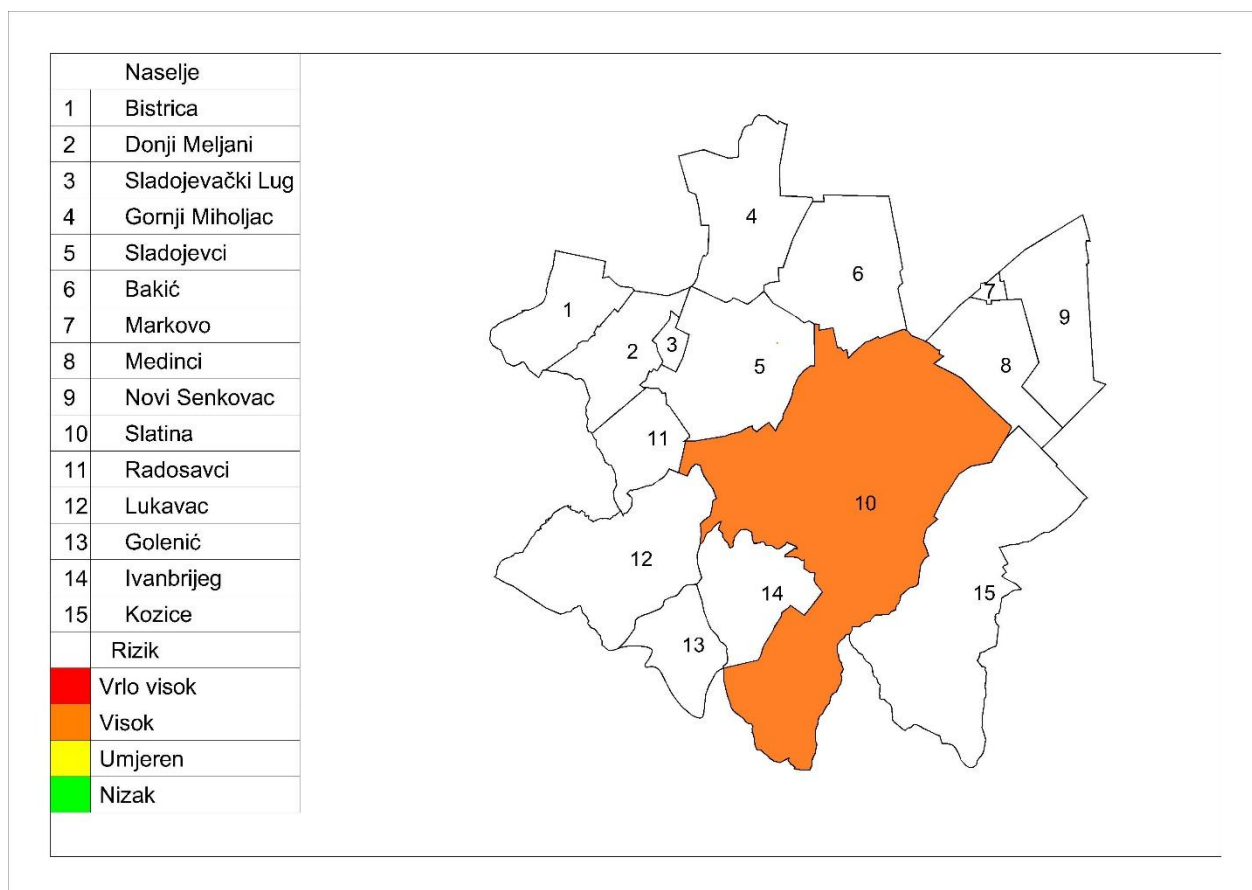 Naselje
1 Bistrica
2 Donji Meljani
3 Sladojevački Lug
4 Gornji Miholjac
5 Sladojevci
6 Bakić
7 Markovo
8 Medinci
9 Novi Senkovac
10 Slatina
11 Radosavci
12 Lukavac
13 Golenić
14 Ivanbrijeg
15 Kozice
Rizik
Vrlo visok
Visok
Umjeren
Nizak
4
6
7
1
9
2
3
5
8
11
10
12
14
15
13